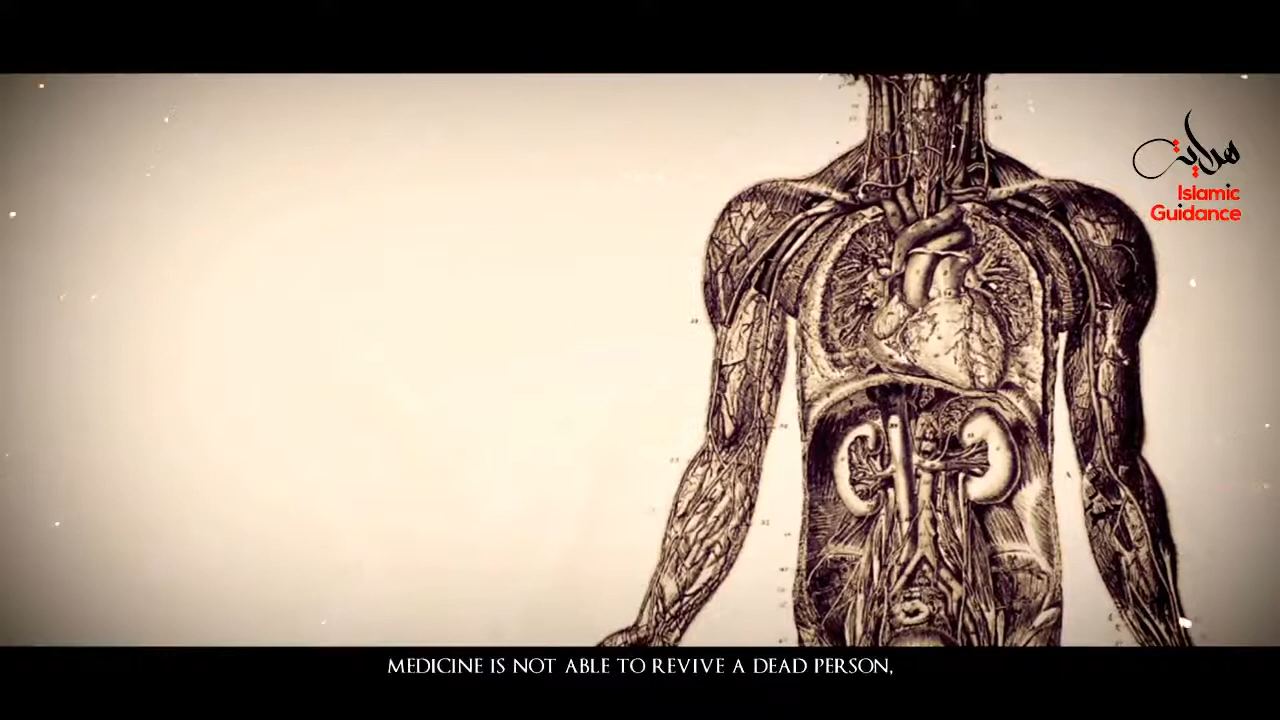 هداية
Islamic
Guidance
MEDICINE IS NOT ABLE TO REVIVE A DEAD PERSON,